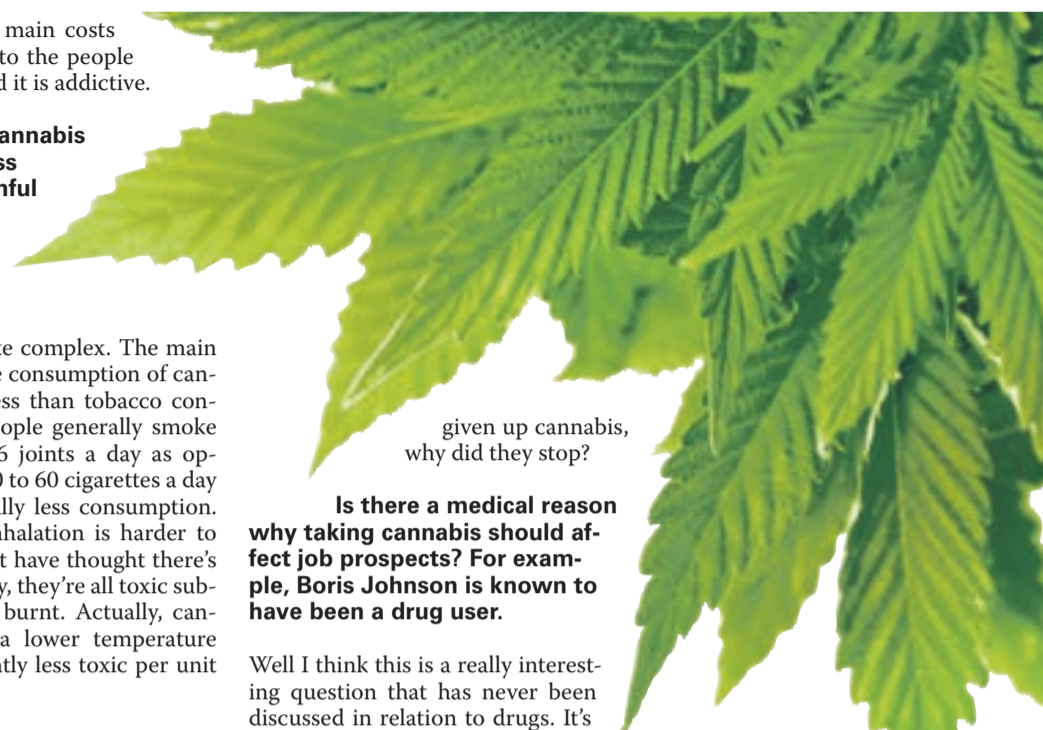 main costs
to the people
it is addictive.
annabis
te complex. The main
consumption of can-
ess than tobacco con-
ople generally smoke
6 joints a day as op-
to 60 cigarettes a day
lly less consumption.
nhalation is harder to
t have thought there's
y, they're all toxic sub-
burnt. Actually, can-
a lower temperature
tly less toxic per unit
given up cannabis,
why did they stop?
Is there a medical reason
why taking cannabis should af-
fect job prospects? For exam-
ple, Boris Johnson is known to
have been a drug user.
Well I think this is a really interest-
ing question that has never been
discussed in relation to drugs. It's